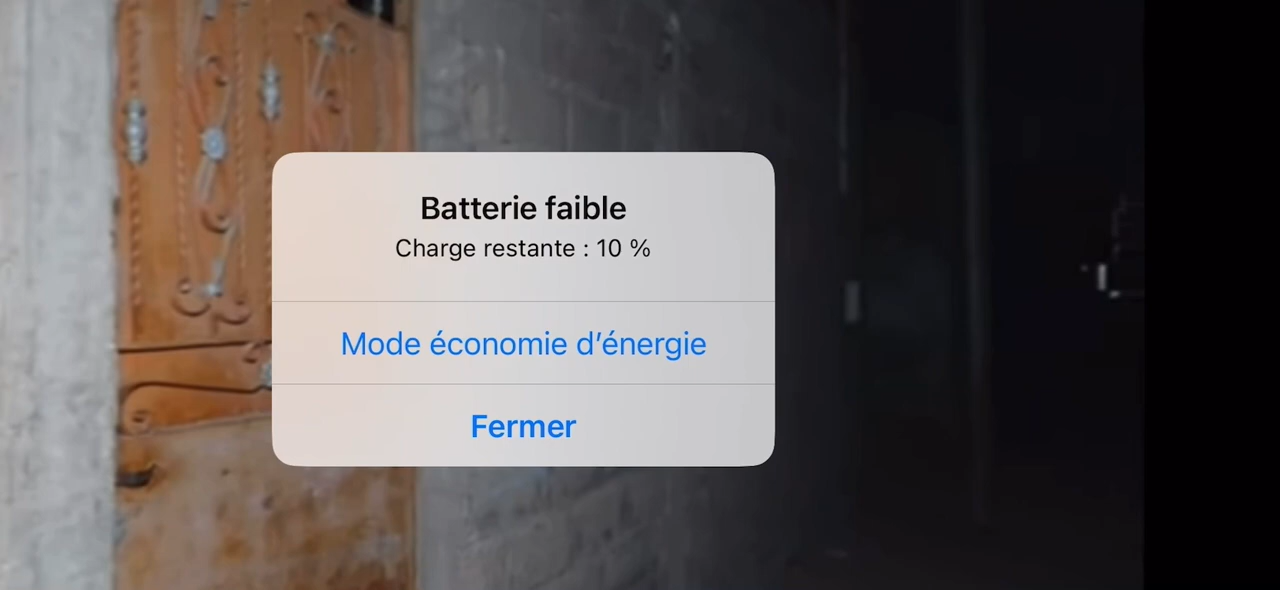 Batterie faible
Charge restante : 10 %
Mode économie d’énergie
Fermer